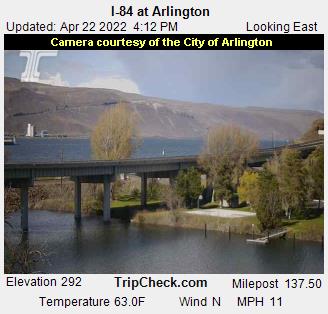 I-84 at Arlington
Updated: Apr 22 2022 4:12 PM Looking East
Camera courtesy of the City of Arlington
Elevation 292 TripCheck.com Milepost 137.50
Temperature 63.0F Wind N MPH 11